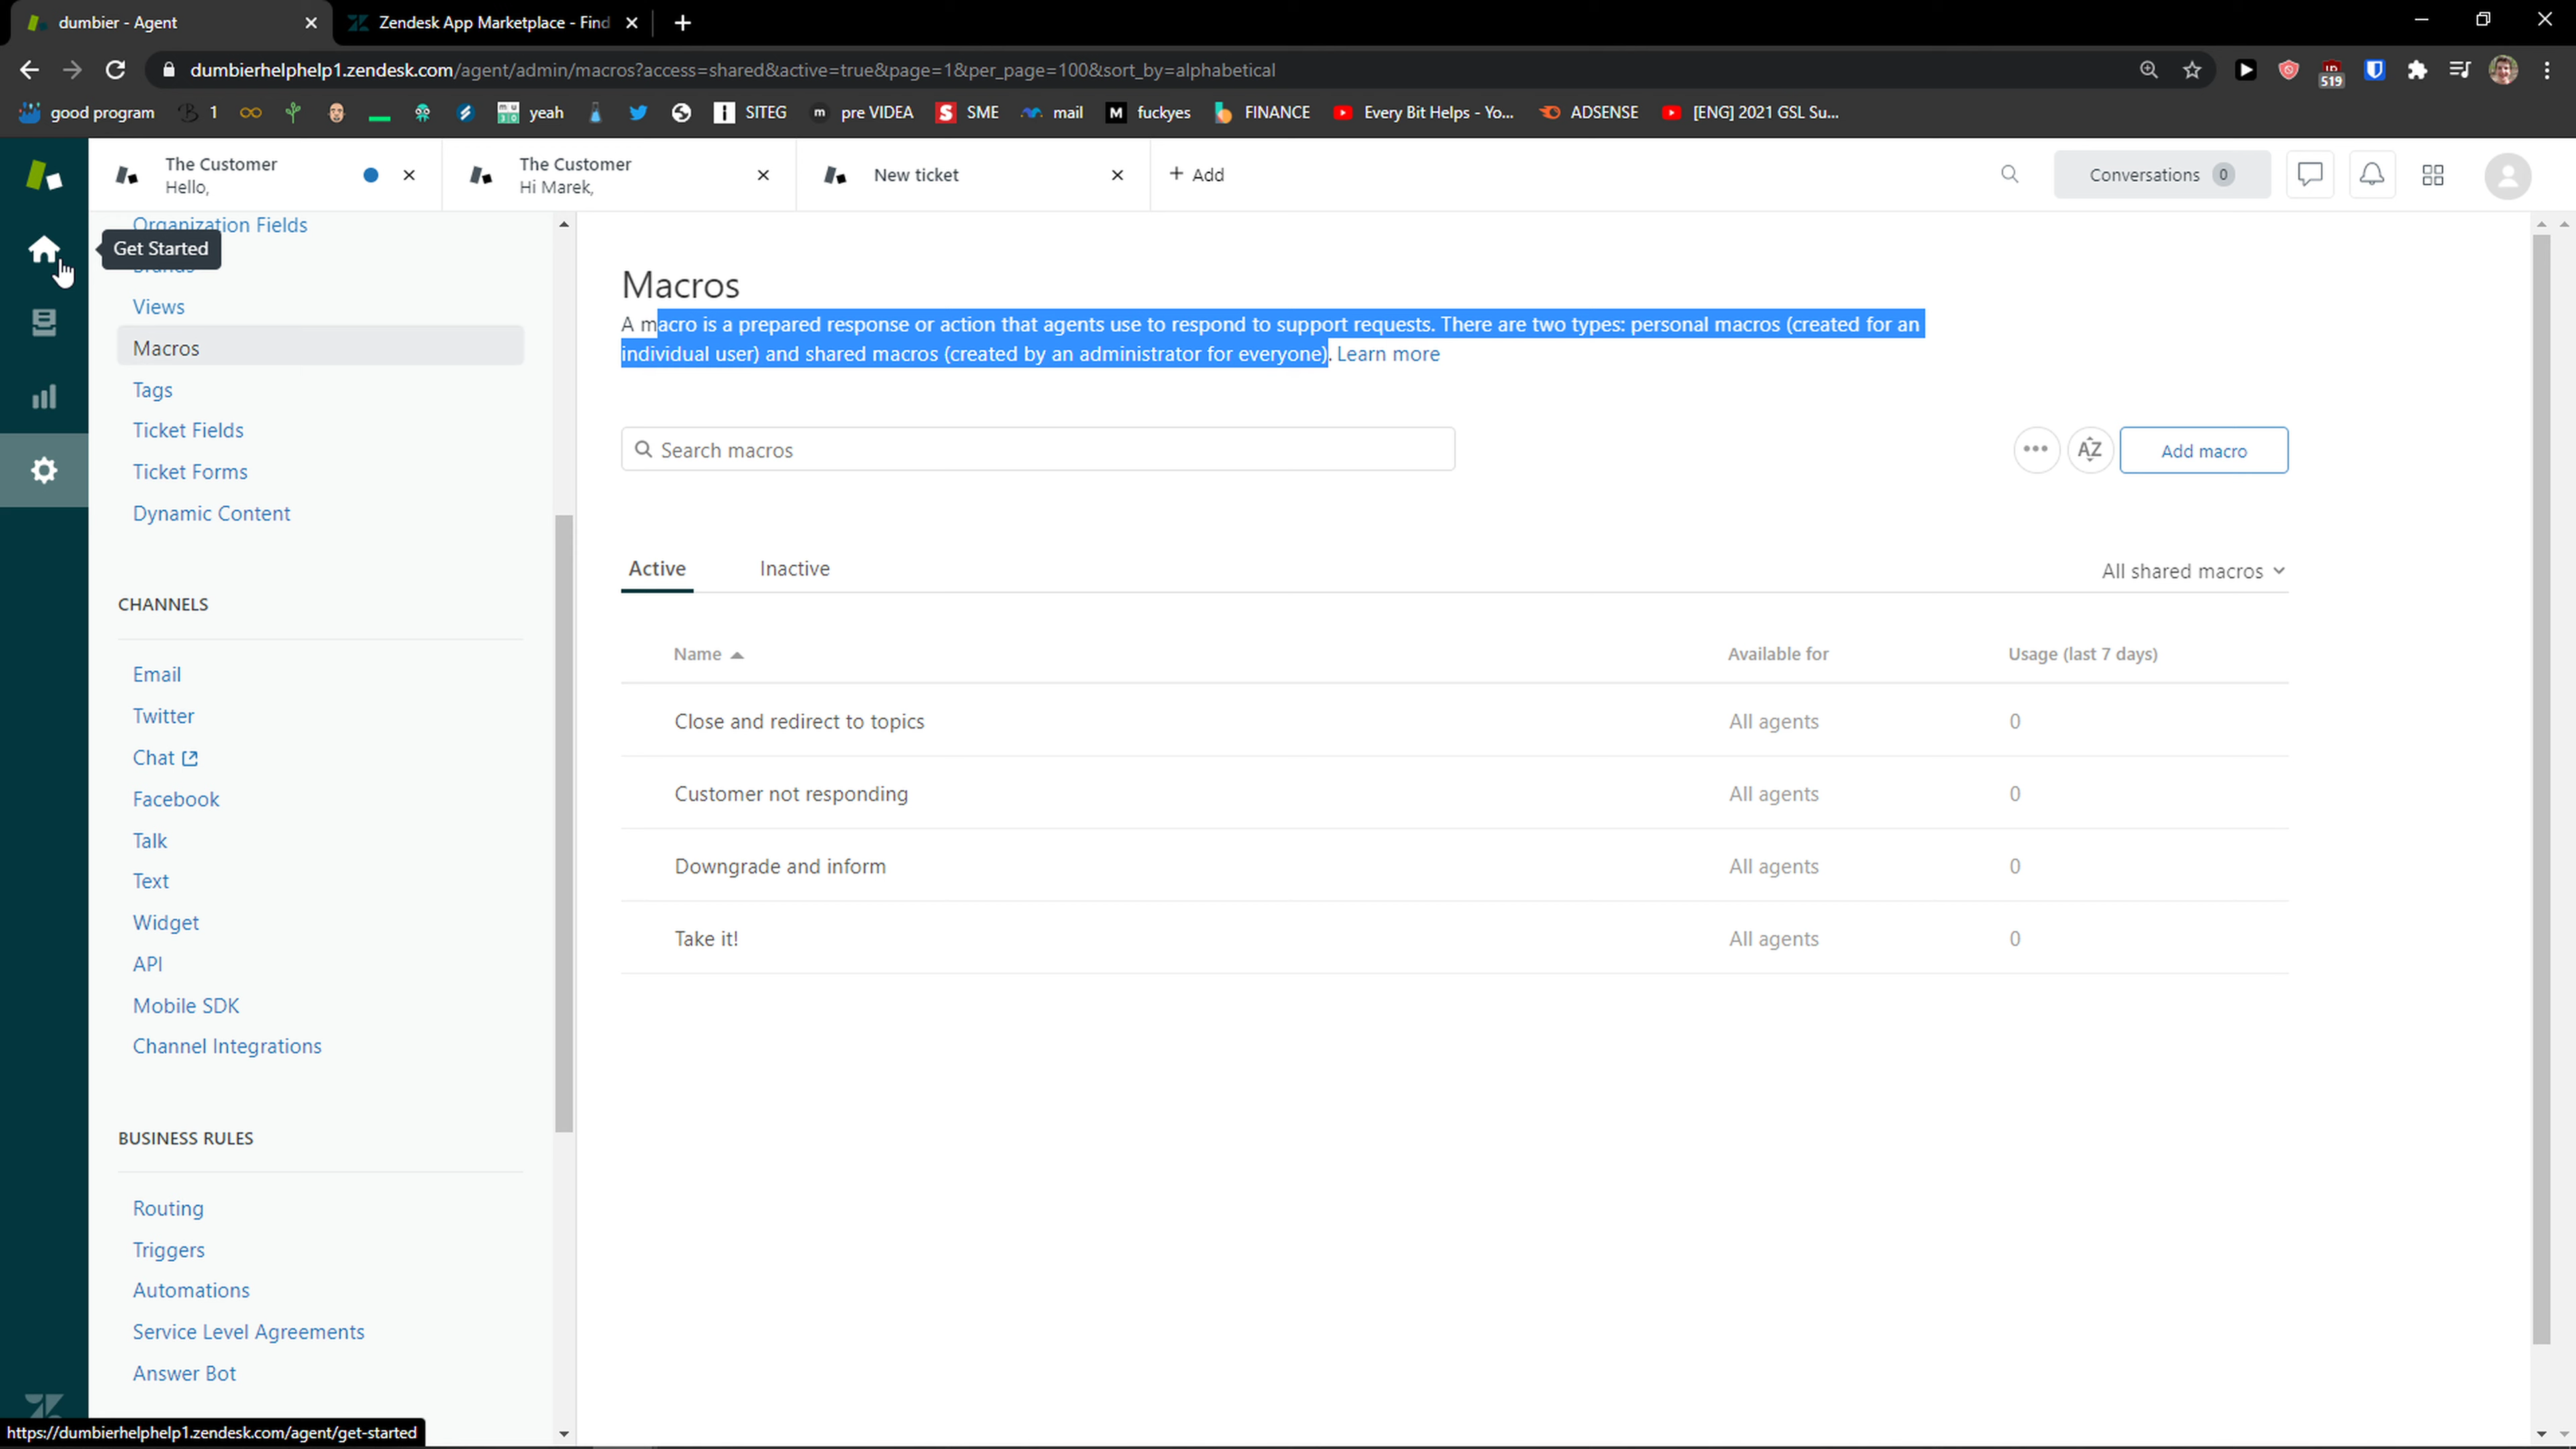 dumbier - Agent
Zendesk App Marketplace - Find
dumbierhelphelp1.zendesk.com/agent/admin/macros?access=shared&active=true&page=1&per_page=100&sort_by=alphabetical
519
good program
1
yeah
SITEG
m
pre VIDEA
S
SME
mail
M
fuckyes
FINANCE
Every Bit Helps - Yo...
ADSENSE
[ENG] 2021 GSL Su...
The Customer
Hello,
The Customer
Hi Marek,
New ticket
+ Add
Conversations 0
Organization Fields
Get Started
Views
Macros
Tags
Ticket Fields
Ticket Forms
Dynamic Content
CHANNELS
Email
Twitter
Chat
Facebook
Talk
Text
Widget
API
Mobile SDK
Channel Integrations
BUSINESS RULES
Routing
Triggers
Automations
Service Level Agreements
Answer Bot
https://dumbierhelphelp1.zendesk.com/agent/get-started
Macros
A macro is a prepared response or action that agents use to respond to support requests. There are two types: personal macros (created for an
individual user) and shared macros (created by an administrator for everyone). Learn more
Search macros
AZ
Add macro
Active
Inactive
All shared macros
Name
Available for
Usage (last 7 days)
Close and redirect to topics
All agents
0
Customer not responding
All agents
0
Downgrade and inform
All agents
0
Take it!
All agents
0